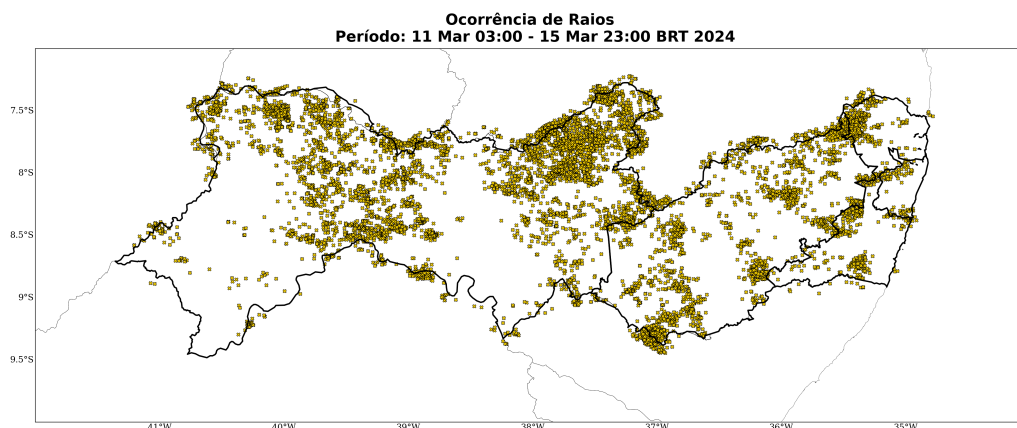 Ocorrência de Raios
Período: 11 Mar 03:00 - 15 Mar 23:00 BRT 2024
7.5°S
8°S
8.5°S
9°S
9.5°S
41°W 40°W 39°W 38°W 37°W 36°W 35°W